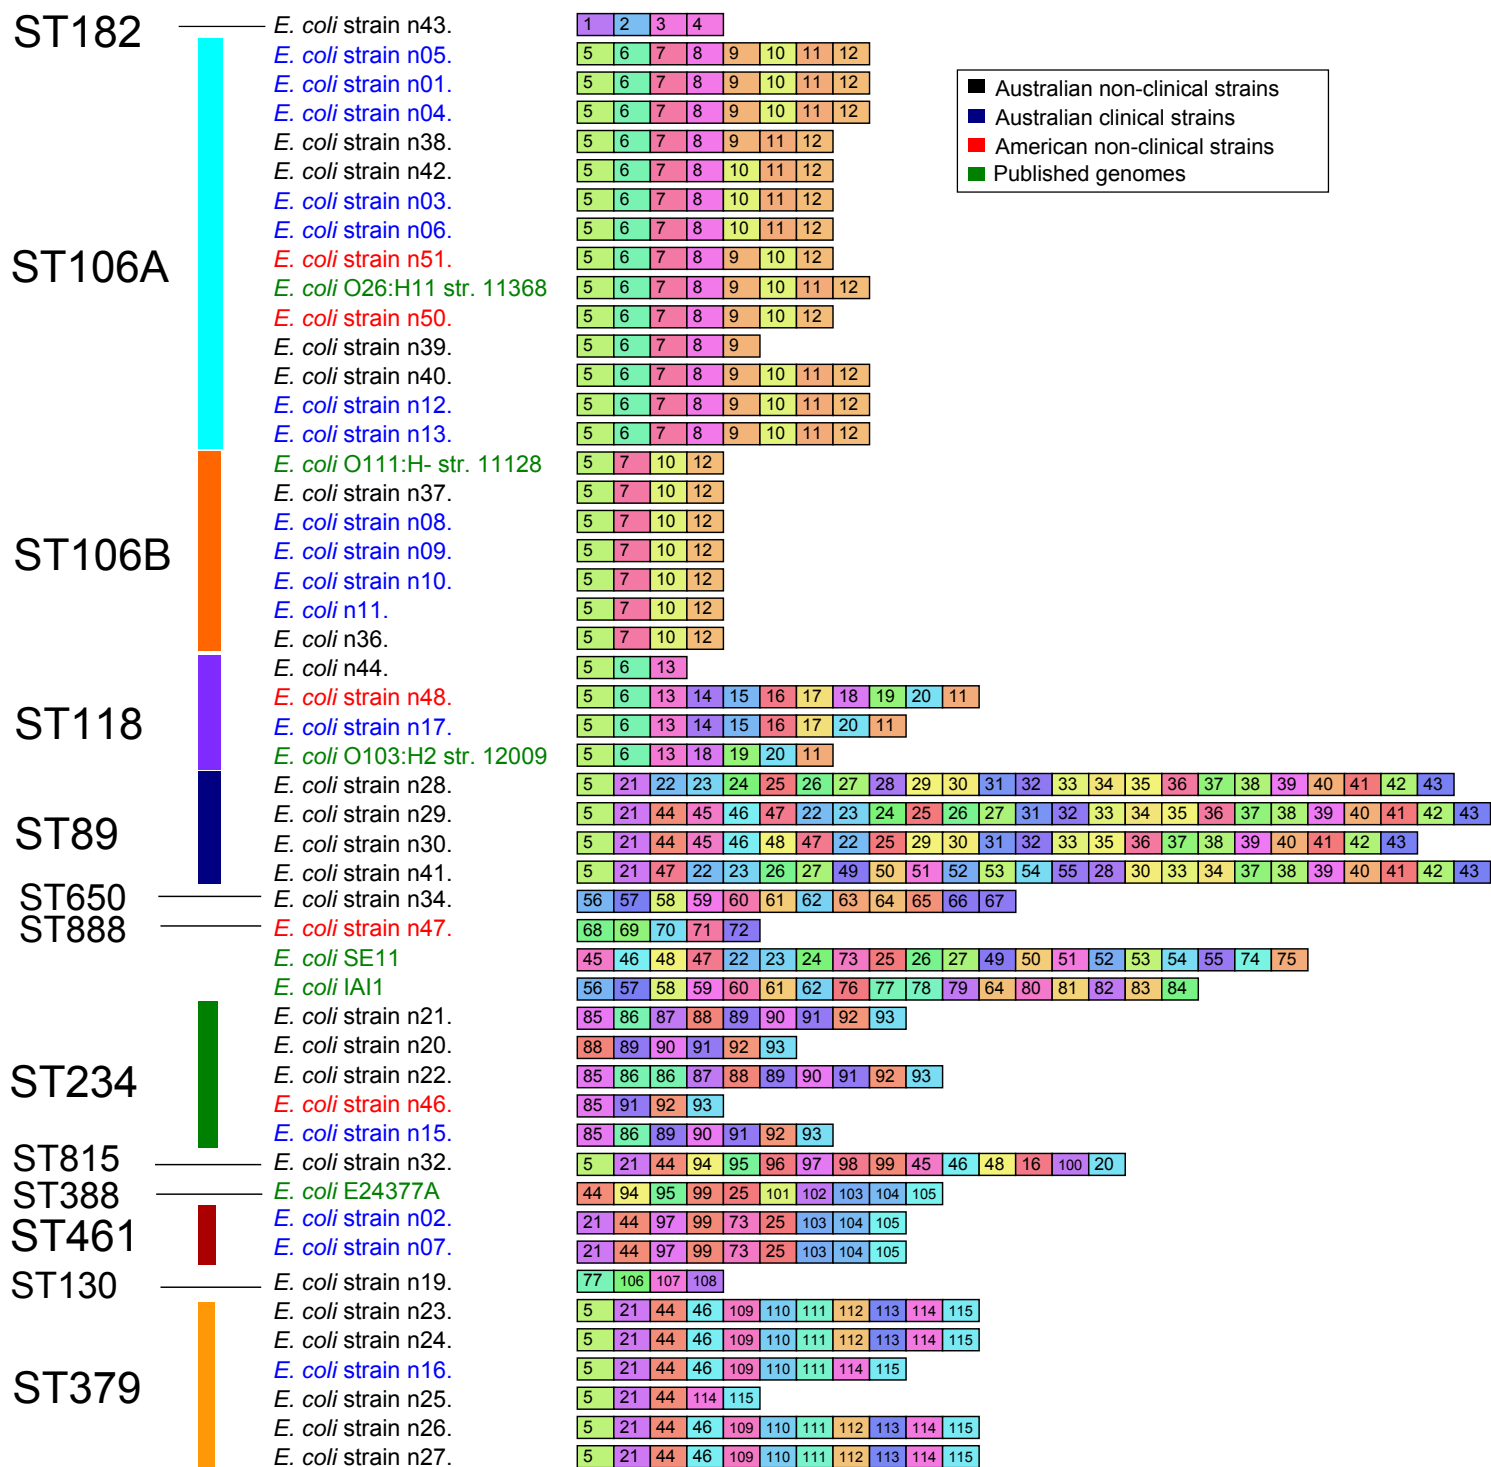 ST182
E. coli strain n43. 1 2 3 4
E. coli strain n05. 5 6 7 8 9 10 11 12
E. coli strain n01. 5 6 7 8 9 10 11 12
E. coli strain n04. 5 6 7 8 9 10 11 12
E. coli strain n38. 5 6 7 8 9 11 12
E. coli strain n42. 5 6 7 8 10 11 12
E. coli strain n03. 5 6 7 8 10 11 12
E. coli strain n06. 5 6 7 8 10 11 12
ST106A
E. coli strain n51. 5 6 7 8 9 10 12
E. coli O26:H11 str. 11368 5 6 7 8 9 10 11 12
E. coli strain n50. 5 6 7 8 9 10 12
E. coli strain n39. 5 6 7 8 9
E. coli strain n40. 5 6 7 8 9 10 11 12
E. coli strain n12. 5 6 7 8 9 10 11 12
E. coli strain n13. 5 6 7 8 9 10 11 12
Australian non-clinical strains
Australian clinical strains
American non-clinical strains
Published genomes
E. coli O111:H- str. 11128 5 7 10 12
E. coli strain n37. 5 7 10 12
E. coli strain n08. 5 7 10 12
ST106B
E. coli strain n09. 5 7 10 12
E. coli strain n10. 5 7 10 12
E. coli n11. 5 7 10 12
E. coli n36. 5 7 10 12
E. coli n44. 5 6 13
E. coli strain n48. 5 6 13 14 15 16 17 18 19 20 11
ST118
E. coli strain n17. 5 6 13 14 15 16 17 20 11
E. coli O103:H2 str. 12009 5 6 13 18 19 20 11
E. coli strain n28. 5 21 22 23 24 25 26 27 28 29 30 31 32 33 34 35 36 37 38 39 40 41 42 43
E. coli strain n29. 5 21 44 45 46 47 22 23 24 25 26 27 31 32 33 34 35 36 37 38 39 40 41 42 43
ST89
E. coli strain n30. 5 21 44 45 46 48 47 22 25 29 30 31 32 33 35 36 37 38 39 40 41 42 43
E. coli strain n41. 5 21 47 22 23 26 27 49 50 51 52 53 54 55 28 30 33 34 37 38 39 40 41 42 43
ST650
E. coli strain n34. 56 57 58 59 60 61 62 63 64 65 66 67
ST888
E. coli strain n47. 68 69 70 71 72
E. coli SE11 45 46 48 47 22 23 24 73 25 26 27 49 50 51 52 53 54 55 74 75
E. coli IAI1 56 57 58 59 60 61 62 76 77 78 79 64 80 81 82 83 84
E. coli strain n21. 85 86 87 88 89 90 91 92 93
E. coli strain n20. 88 89 90 91 92 93
ST234
E. coli strain n22. 85 86 86 87 88 89 90 91 92 93
E. coli strain n46. 85 91 92 93
E. coli strain n15. 85 86 89 90 91 92 93
ST815
E. coli strain n32. 5 21 44 94 95 96 97 98 99 45 46 48 16 100 20
ST388
E. coli E24377A 44 94 95 99 25 101 102 103 104 105
ST461
E. coli strain n02. 21 44 97 99 73 25 103 104 105
E. coli strain n07. 21 44 97 99 73 25 103 104 105
ST130
E. coli strain n19. 77 106 107 108
E. coli strain n23. 5 21 44 46 109 110 111 112 113 114 115
E. coli strain n24. 5 21 44 46 109 110 111 112 113 114 115
E. coli strain n16. 5 21 44 46 109 110 111 114 115
ST379
E. coli strain n25. 5 21 44 114 115
E. coli strain n26. 5 21 44 46 109 110 111 112 113 114 115
E. coli strain n27. 5 21 44 46 109 110 111 112 113 114 115